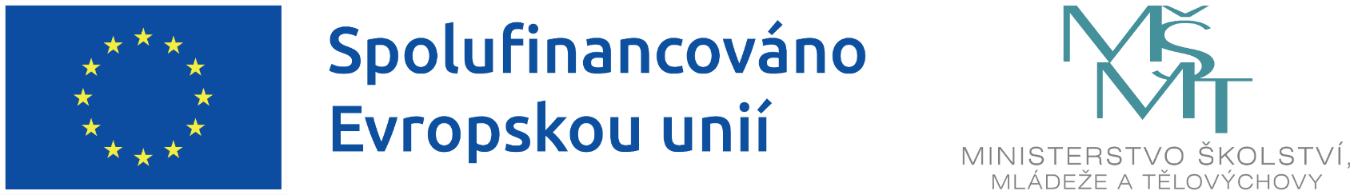 Spolufinancováno
Evropskou unií
MŠ
MT
MINISTERSTVO ŠKOLSTVÍ,
MLÁDEŽE A TĚLOVÝCHOVY